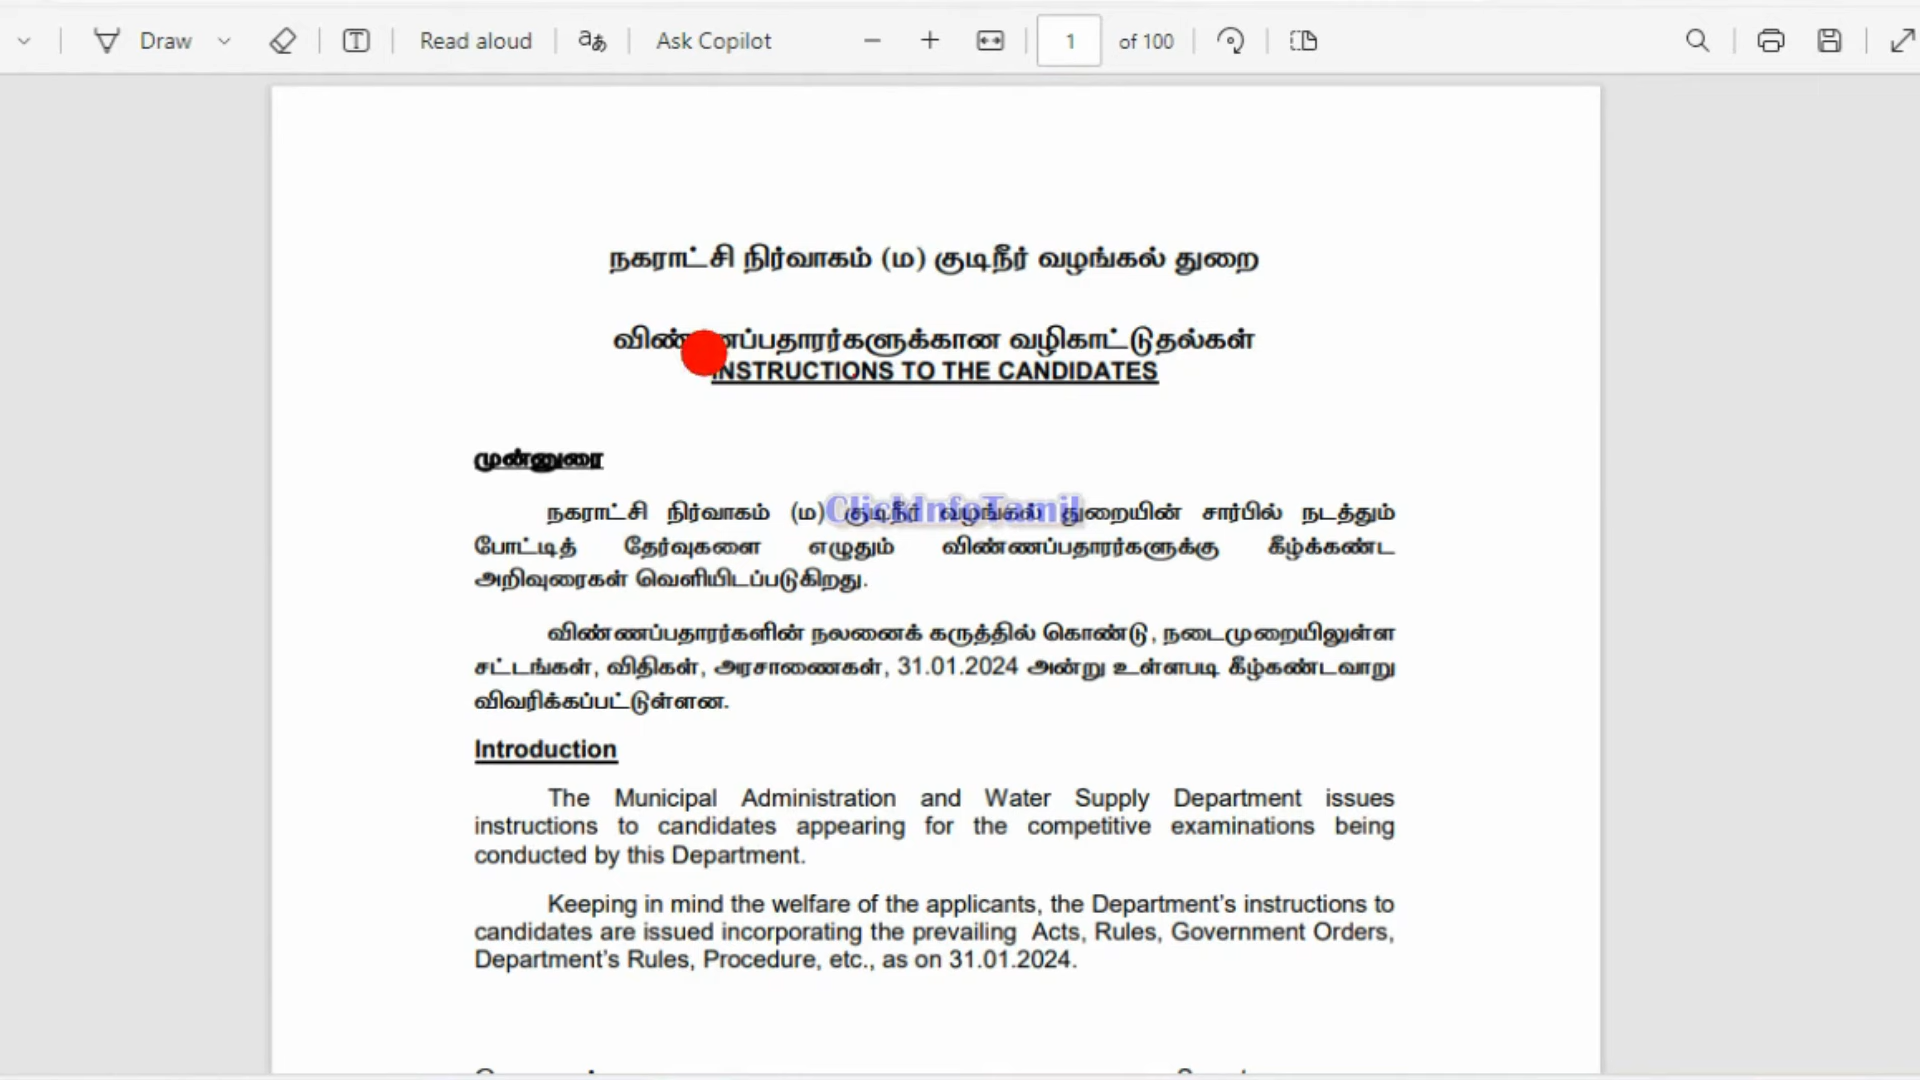 Draw Read aloud aあ Ask Copilot 1 of 100
நகராட்சி நிர்வாகம் (ம) குடிநீர் வழங்கல் துறை
வழிகாட்டுதல்கள்
INSTRUCTIONS TO THE CANDIDATES
முன்னுரை
நகராட்சி நிர்வாகம் (ம) குடிநீர் வழங்கல் துறையின் சார்பில் நடத்தும்
ClickInfoTamil
போட்டித் தேர்வுகளை எழுதும் விண்ணப்பதாரர்களுக்கு கீழ்க்கண்ட
அறிவுரைகள் வெளியிடப்படுகிறது.
விண்ணப்பதாரர்களின் நலனைக் கருத்தில் கொண்டு, நடைமுறையிலுள்ள
சட்டங்கள், விதிகள், அரசாணைகள், 31.01.2024 அன்று உள்ளபடி கீழ்கண்டவாறு
விவரிக்கப்பட்டுள்ளன.
Introduction
The Municipal Administration and Water Supply Department issues
instructions to candidates appearing for the competitive examinations being
conducted by this Department.
Keeping in mind the welfare of the applicants, the Department's instructions to
candidates are issued incorporating the prevailing Acts, Rules, Government Orders,
Department's Rules, Procedure, etc., as on 31.01.2024.